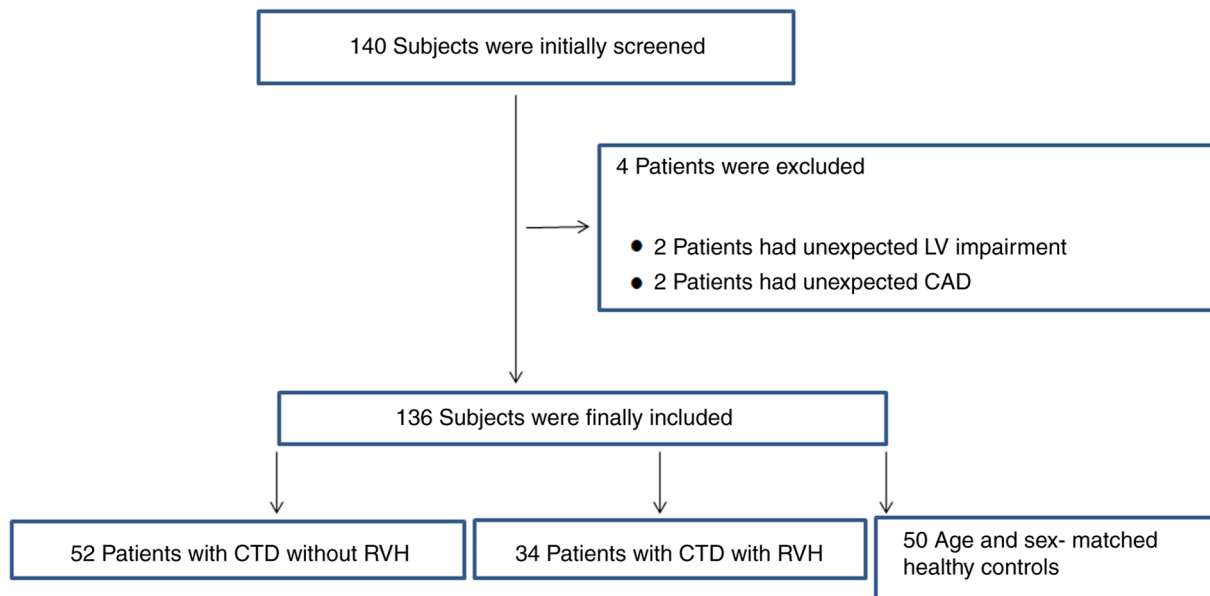 140 Subjects were initially screened
4 Patients were excluded
● 2 Patients had unexpected LV impairment
● 2 Patients had unexpected CAD
136 Subjects were finally included
52 Patients with CTD without RVH
34 Patients with CTD with RVH
50 Age and sex- matched
healthy controls